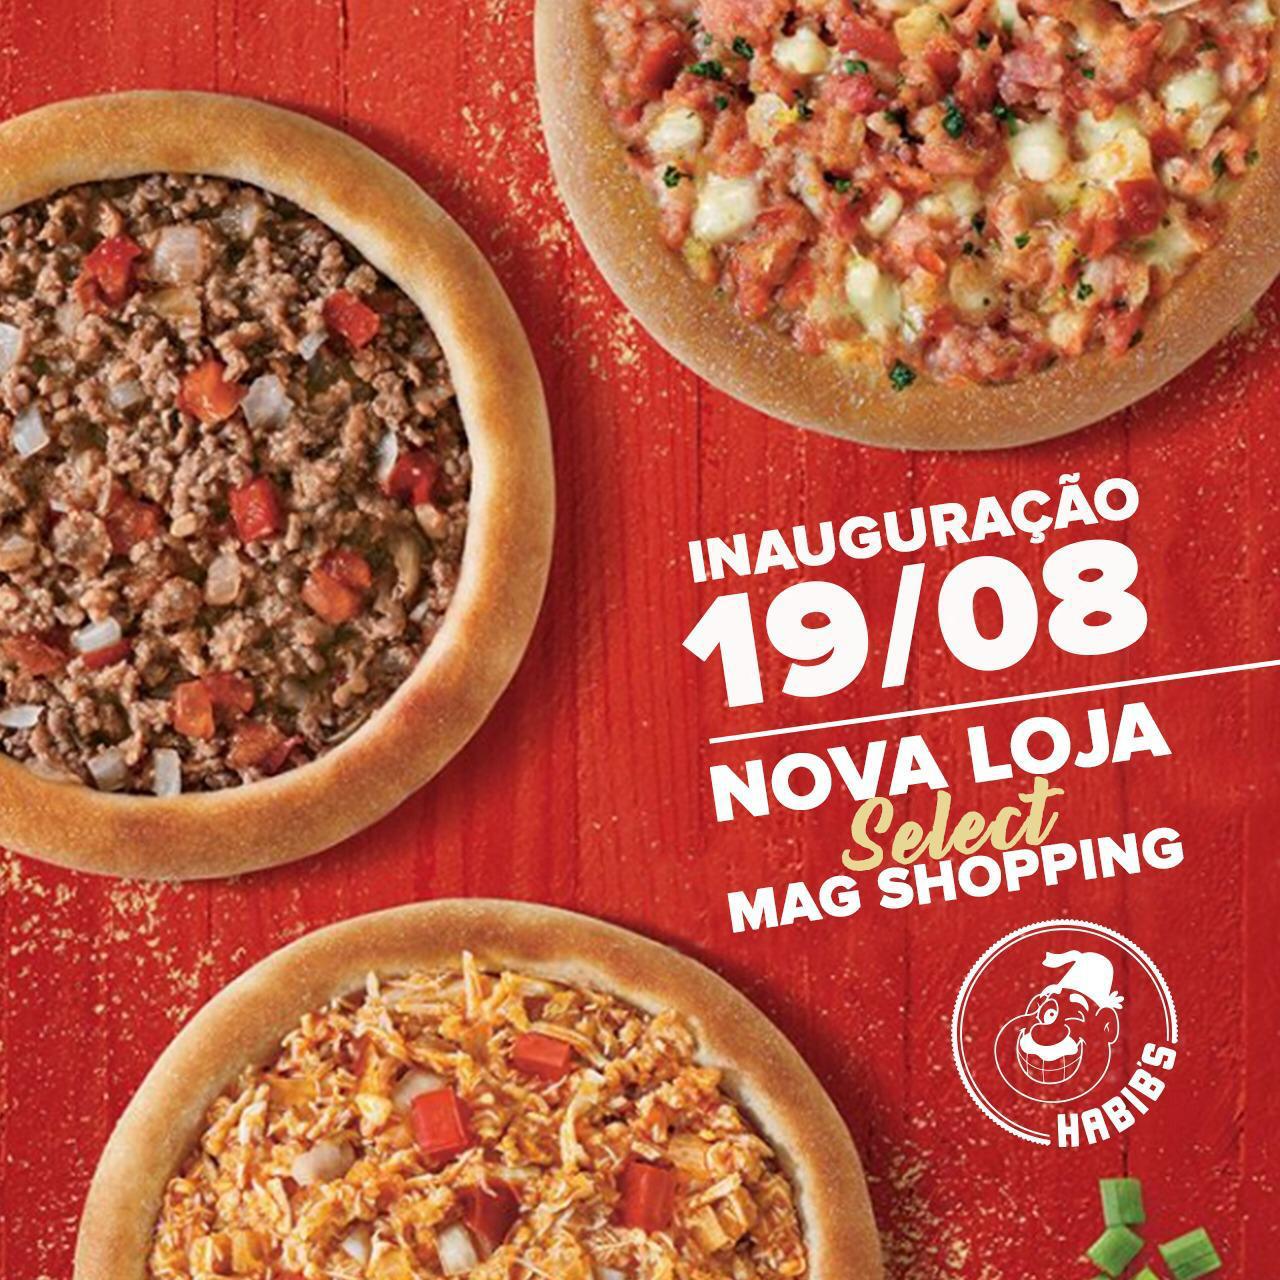 INAUGURAÇÃO
19/08
NOVA LOJA
Select
MAG SHOPPING
HABIB'S